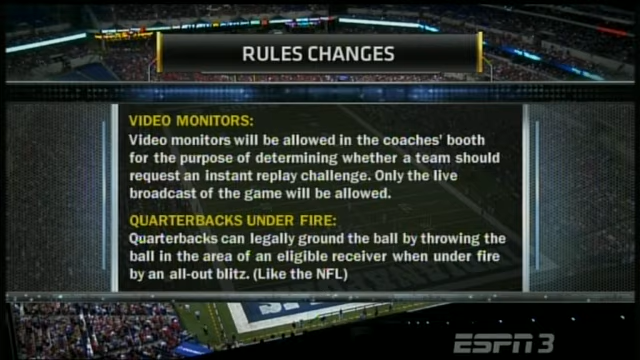 RULES CHANGES
VIDEO MONITORS:
Video monitors will be allowed in the coaches' booth
for the purpose of determining whether a team should
request an instant replay challenge. Only the live
broadcast of the game will be allowed.
QUARTERBACKS UNDER FIRE:
Quarterbacks can legally ground the ball by throwing the
ball in the area of an eligible receiver when under fire
by an all-out blitz. (Like the NFL)
ESPN3